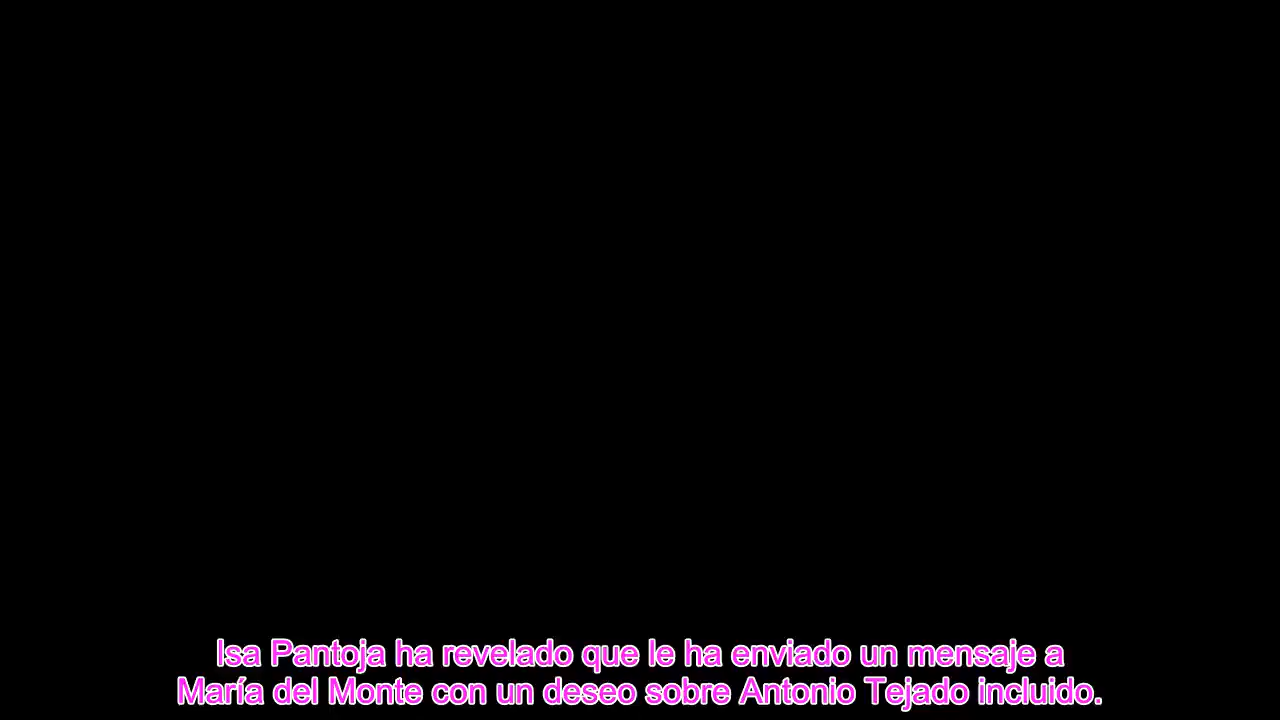 Isa Pantoja ha revelado que le ha enviado un mensaje a
María del Monte con un deseo sobre Antonio Tejado incluido.